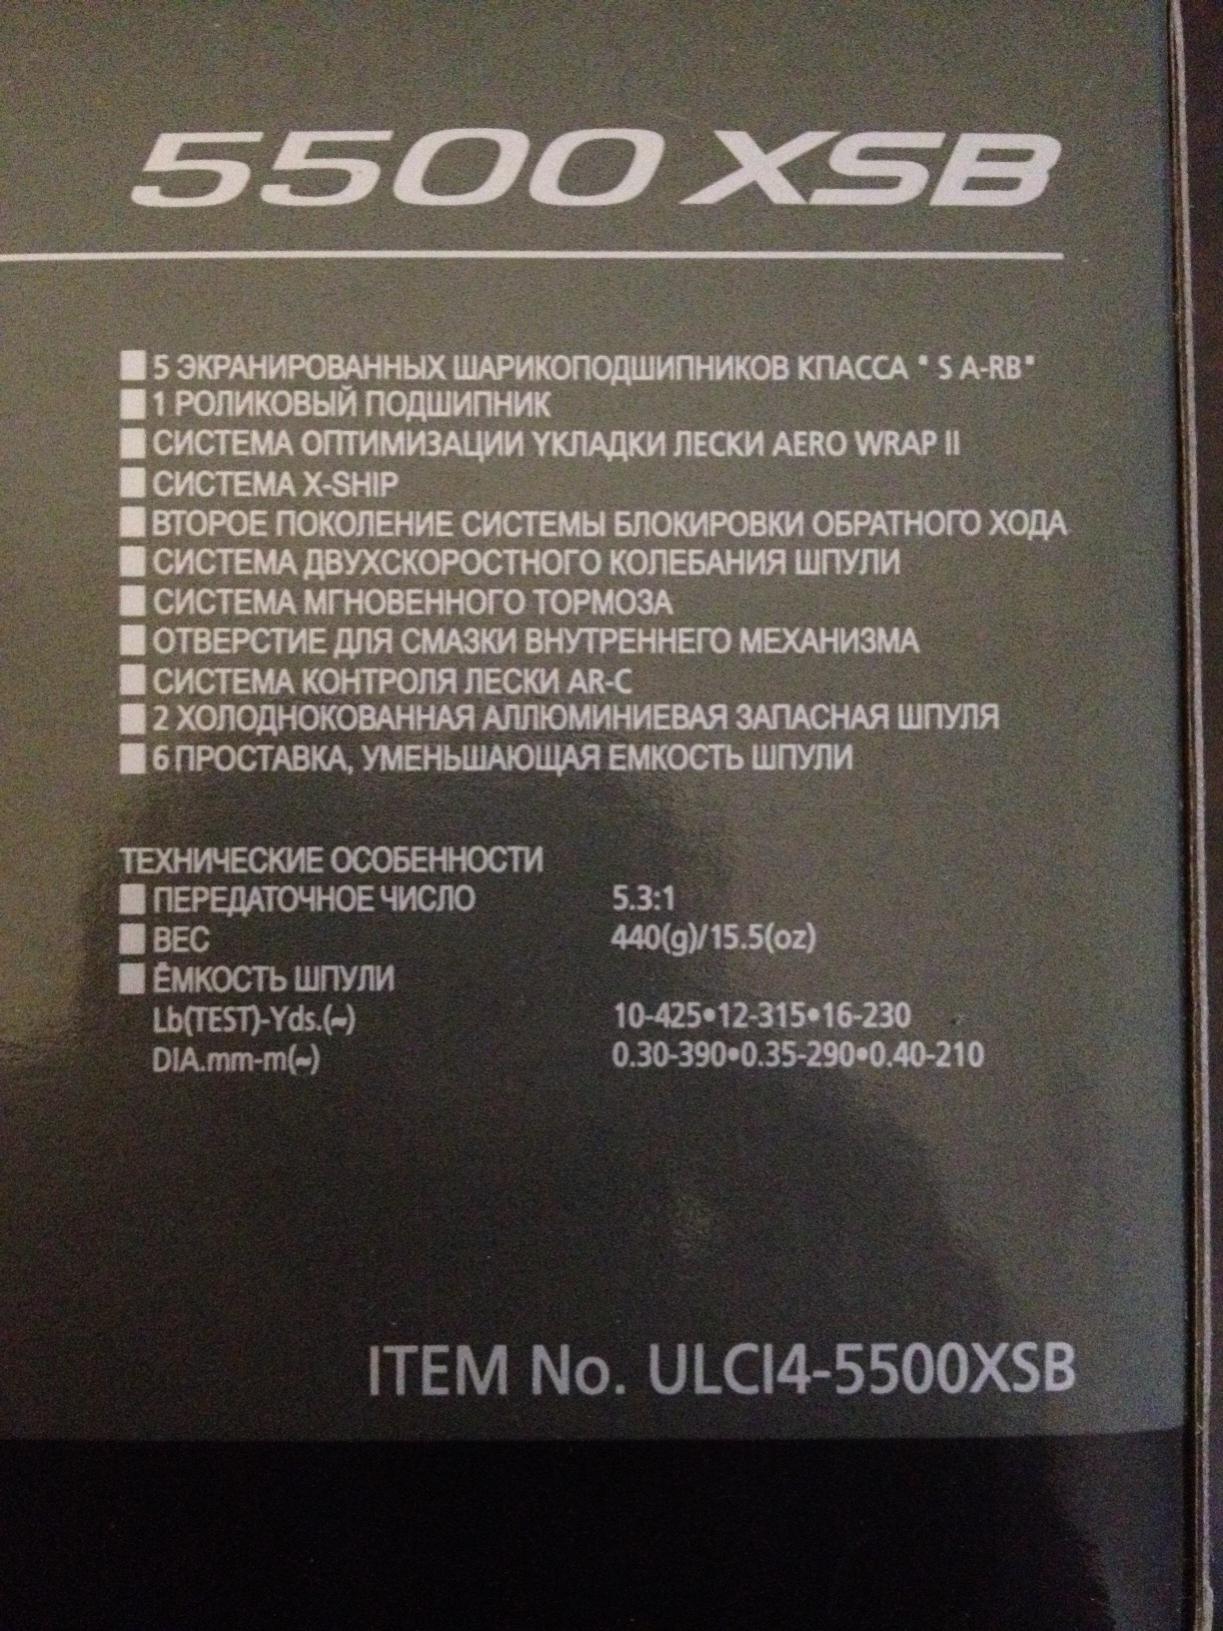 5500 XSB
■ 5 ЭКРАНИРОВАННЫХ ШАРИКОПОДШИПНИКОВ КПАССА " S A-RB"
■ 1 РОЛИКОВЫЙ ПОДШИПНИК
■ СИСТЕМА ОПТИМИЗАЦИИ УКЛАДКИ ЛЕСКИ AERO WRAP II
■ СИСТЕМА X-SHIP
■ ВТОРОЕ ПОКОЛЕНИЕ СИСТЕМЫ БЛОКИРОВКИ ОБРАТНОГО ХОДА
■ СИСТЕМА ДВУХСКОРОСТНОГО КОЛЕБАНИЯ ШПУЛИ
■ СИСТЕМА МГНОВЕННОГО ТОРМОЗА
■ ОТВЕРСТИЕ ДЛЯ СМАЗКИ ВНУТРЕННЕГО МЕХАНИЗМА
■ СИСТЕМА КОНТРОЛЯ ЛЕСКИ AR-C
■ 2 ХОЛОДНОКОВАННАЯ АЛЛЮМИНИЕВАЯ ЗАПАСНАЯ ШПУЛЯ
■ 6 ПРОСТАВКА, УМЕНЬШАЮЩАЯ ЕМКОСТЬ ШПУЛИ
ТЕХНИЧЕСКИЕ ОСОБЕННОСТИ
■ ПЕРЕДАТОЧНОЕ ЧИСЛО 5.3:1
■ ВЕС 440(g)/15.5(oz)
■ ЁМКОСТЬ ШПУЛИ
Lb(TEST)-Yds.(~) 10-425•12-315•16-230
DIA.mm-m(~) 0.30-390•0.35-290•0.40-210
ITEM No. ULCI4-5500XSB